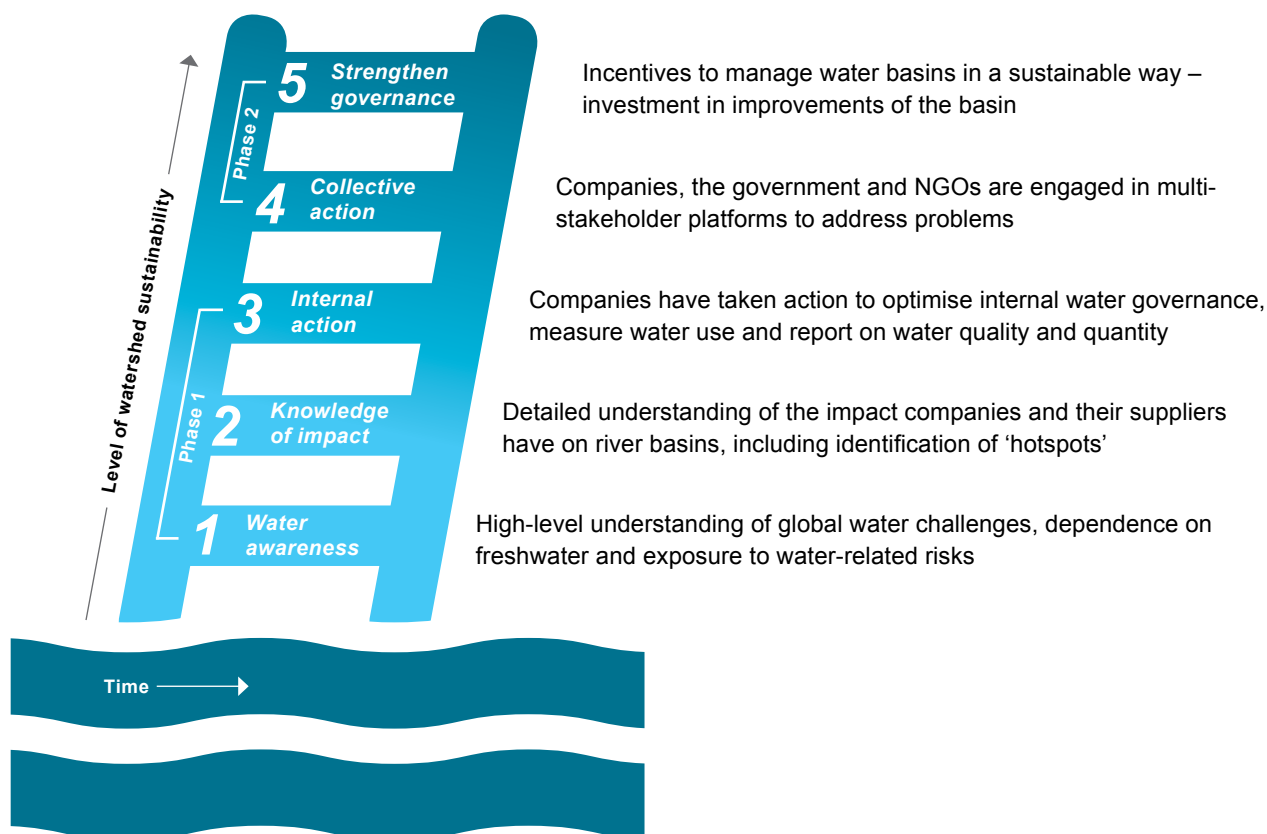 5 Strengthen
governance
Incentives to manage water basins in a sustainable way –
investment in improvements of the basin
Phase 2
4 Collective
action
Companies, the government and NGOs are engaged in multi-
stakeholder platforms to address problems
Level of watershed sustainability
3 Internal
action
Companies have taken action to optimise internal water governance,
measure water use and report on water quality and quantity
Phase 1
2 Knowledge
of impact
Detailed understanding of the impact companies and their suppliers
have on river basins, including identification of ‘hotspots’
1 Water
awareness
High-level understanding of global water challenges, dependence on
freshwater and exposure to water-related risks
Time